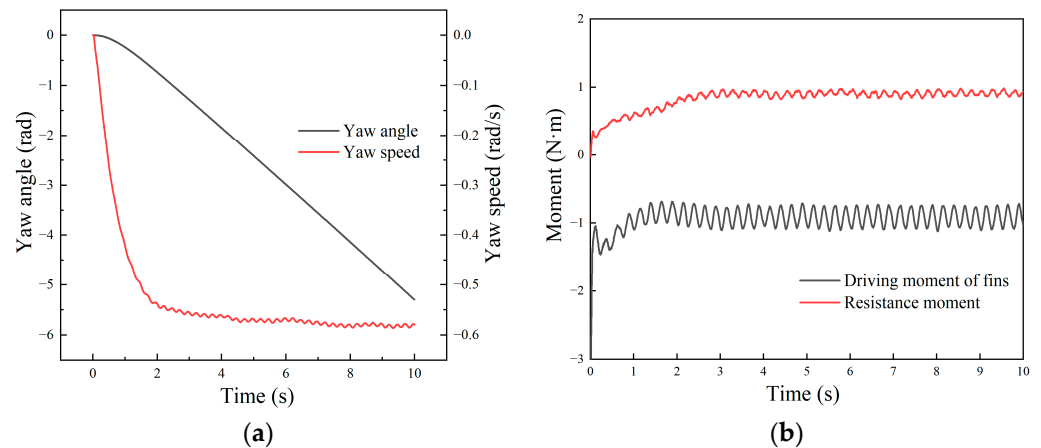 Yaw angle (rad)
0
−1
−2
−3
−4
−5
−6
0 2 4 6 8 10
Time (s)
Yaw angle
Yaw speed
0.0
−0.1
−0.2
−0.3
−0.4
−0.5
−0.6
Yaw speed (rad/s)
(a)
Moment (N·m)
2
1
0
−1
−2
−3
0 1 2 3 4 5 6 7 8 9 10
Time (s)
Driving moment of fins
Resistance moment
(b)